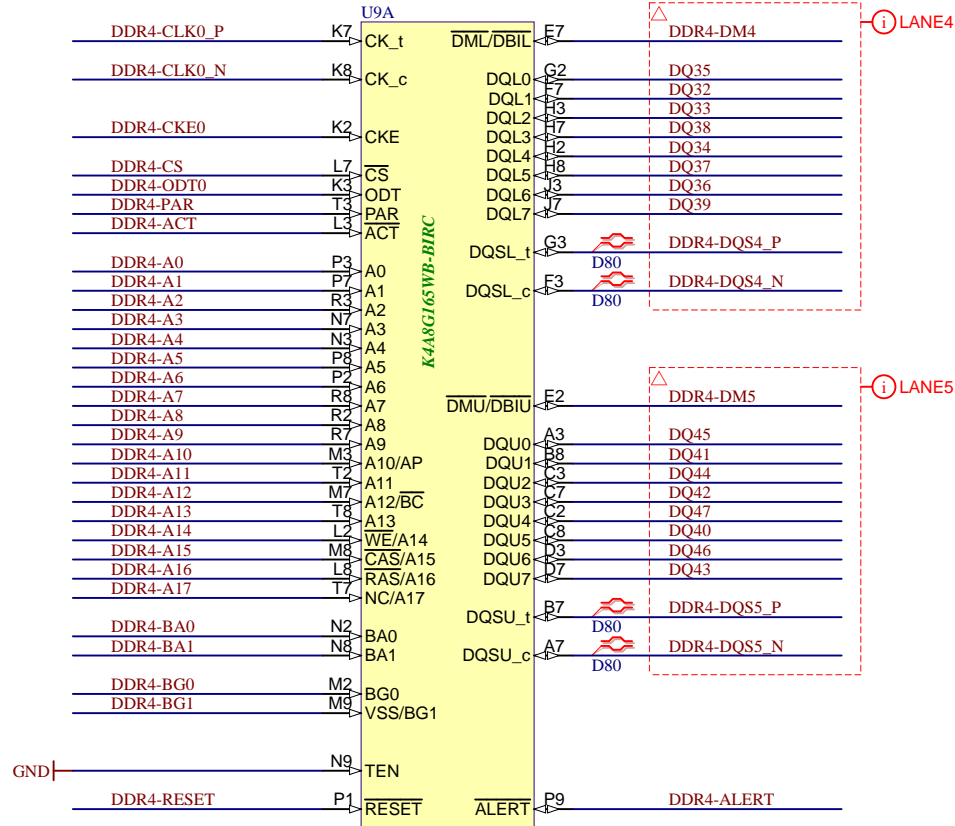 U9A
DDR4-CLK0_P K7 CK_t DML/DBIL E7 DDR4-DM4 i LANE4
DDR4-CLK0_N K8 CK_c DQL0 G2 DQ35
DQL1 F7 DQ32
DQL2 H3 DQ33
DDR4-CKE0 K2 CKE DQL3 H7 DQ38
DQL4 H2 DQ34
DDR4-CS L7 CS DQL5 H8 DQ37
DDR4-ODT0 K3 ODT DQL6 J3 DQ36
DDR4-PAR T3 PAR DQL7 J7 DQ39
DDR4-ACT L3 ACT
K4A8G165WB-BIRC
DQSL_t G3 D80 DDR4-DQS4_P
DDR4-A0 P3 A0
DDR4-A1 P7 A1 DQSL_c F3 D80 DDR4-DQS4_N
DDR4-A2 R3 A2
DDR4-A3 N7 A3
DDR4-A4 N3 A4
DDR4-A5 P8 A5
DDR4-A6 P2 A6
DDR4-A7 R8 A7 DMU/DBIU E2 DDR4-DM5 i LANE5
DDR4-A8 R2 A8
DDR4-A9 R7 A9 DQU0 A3 DQ45
DDR4-A10 M3 A10/AP DQU1 B8 DQ41
DDR4-A11 T2 A11 DQU2 C3 DQ44
DDR4-A12 M7 A12/BC DQU3 C7 DQ42
DDR4-A13 T8 A13 DQU4 C2 DQ47
DDR4-A14 L2 WE/A14 DQU5 C8 DQ40
DDR4-A15 M8 CAS/A15 DQU6 D3 DQ46
DDR4-A16 L8 RAS/A16 DQU7 D7 DQ43
DDR4-A17 T7 NC/A17
DQSU_t B7 D80 DDR4-DQS5_P
DDR4-BA0 N2 BA0
DDR4-BA1 N8 BA1 DQSU_c A7 D80 DDR4-DQS5_N
DDR4-BG0 M2 BG0
DDR4-BG1 M9 VSS/BG1
GND N9 TEN
DDR4-RESET P1 RESET ALERT P9 DDR4-ALERT